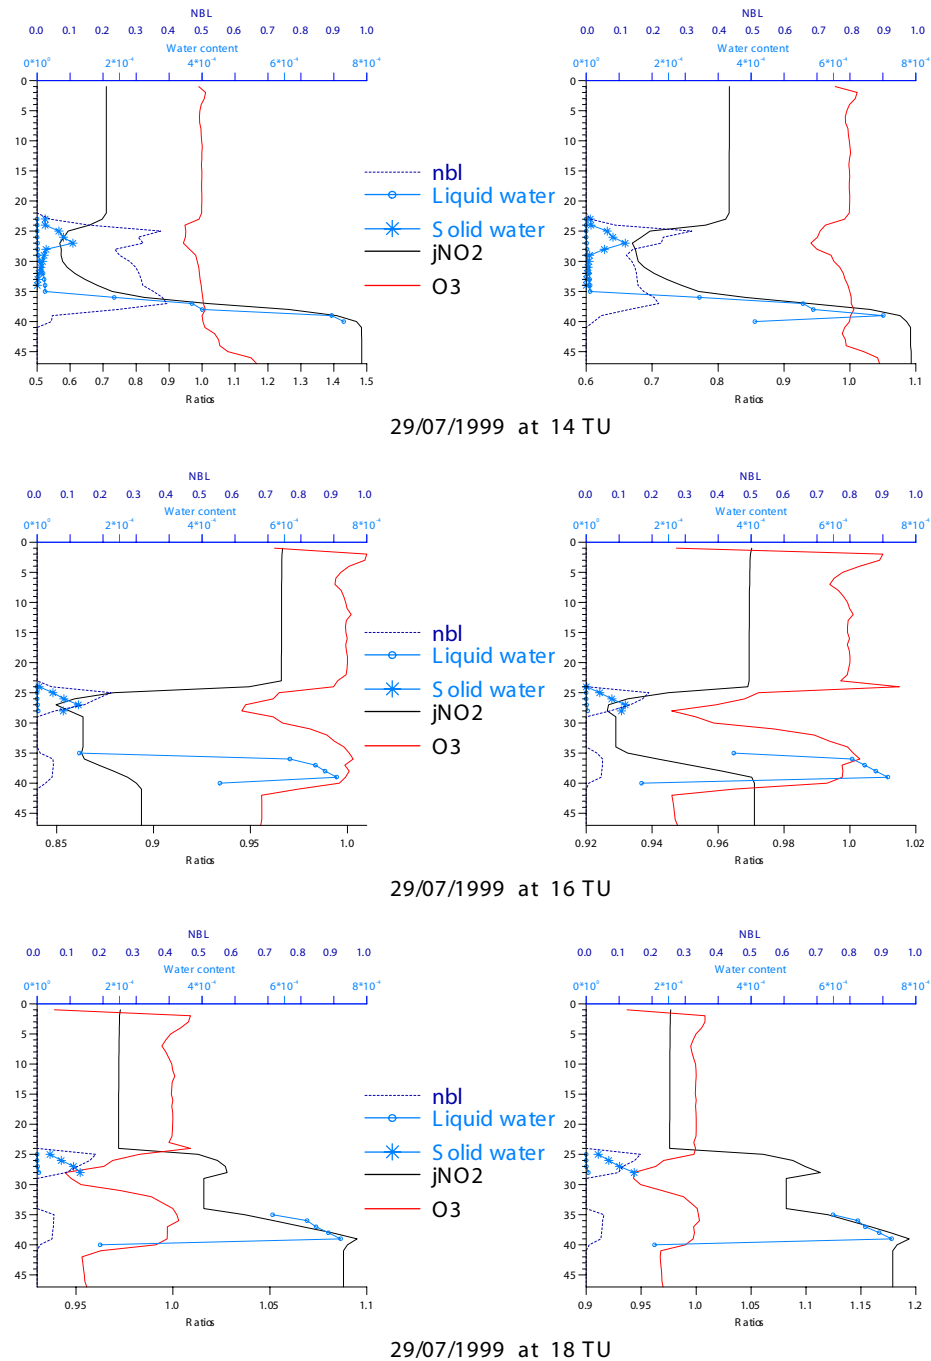 NBL
0.0 0.1 0.2 0.3 0.4 0.5 0.6 0.7 0.8 0.9 1.0
Water content
0*10⁰ 2*10⁻⁴ 4*10⁻⁴ 6*10⁻⁴ 8*10⁻⁴
0
5
10
15
20
25
30
35
40
45
0.5 0.6 0.7 0.8 0.9 1.0 1.1 1.2 1.3 1.4 1.5
Ratios
nbl
Liquid water
Solid water
jNO2
O3
NBL
0.0 0.1 0.2 0.3 0.4 0.5 0.6 0.7 0.8 0.9 1.0
Water content
0*10⁰ 2*10⁻⁴ 4*10⁻⁴ 6*10⁻⁴ 8*10⁻⁴
0
5
10
15
20
25
30
35
40
45
0.6 0.7 0.8 0.9 1.0 1.1
Ratios
29/07/1999 at 14 TU
NBL
0.0 0.1 0.2 0.3 0.4 0.5 0.6 0.7 0.8 0.9 1.0
Water content
0*10⁰ 2*10⁻⁴ 4*10⁻⁴ 6*10⁻⁴ 8*10⁻⁴
0
5
10
15
20
25
30
35
40
45
0.85 0.9 0.95 1.0
Ratios
nbl
Liquid water
Solid water
jNO2
O3
NBL
0.0 0.1 0.2 0.3 0.4 0.5 0.6 0.7 0.8 0.9 1.0
Water content
0*10⁰ 2*10⁻⁴ 4*10⁻⁴ 6*10⁻⁴ 8*10⁻⁴
0
5
10
15
20
25
30
35
40
45
0.92 0.94 0.96 0.98 1.0 1.02
Ratios
29/07/1999 at 16 TU
NBL
0.0 0.1 0.2 0.3 0.4 0.5 0.6 0.7 0.8 0.9 1.0
Water content
0*10⁰ 2*10⁻⁴ 4*10⁻⁴ 6*10⁻⁴ 8*10⁻⁴
0
5
10
15
20
25
30
35
40
45
0.95 1.0 1.05 1.1
Ratios
nbl
Liquid water
Solid water
jNO2
O3
NBL
0.0 0.1 0.2 0.3 0.4 0.5 0.6 0.7 0.8 0.9 1.0
Water content
0*10⁰ 2*10⁻⁴ 4*10⁻⁴ 6*10⁻⁴ 8*10⁻⁴
0
5
10
15
20
25
30
35
40
45
0.9 0.95 1.0 1.05 1.1 1.15 1.2
Ratios
29/07/1999 at 18 TU